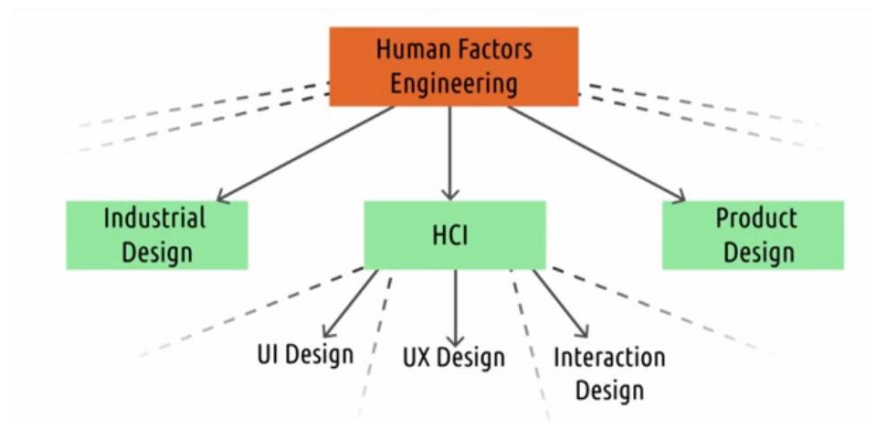 Human Factors
Engineering
Industrial
Design
HCI
Product
Design
UI Design
UX Design
Interaction
Design